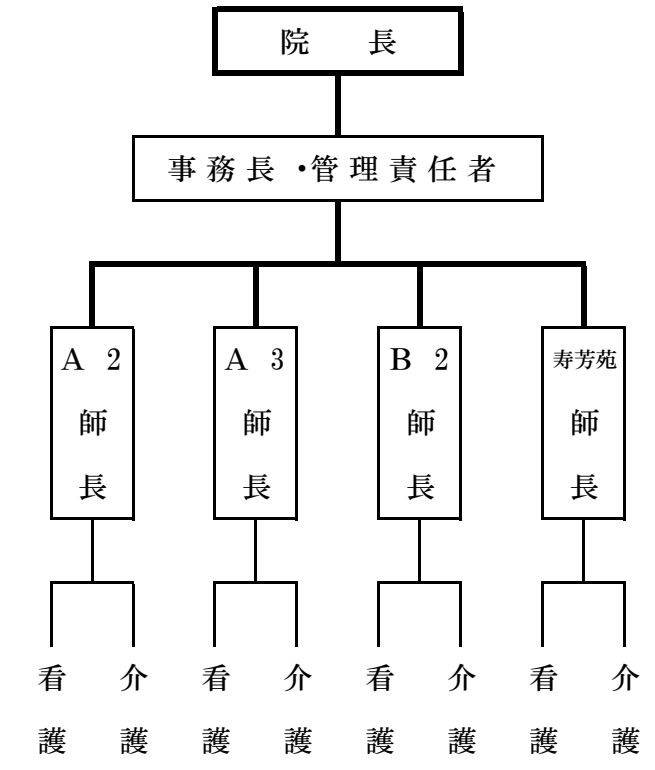 院　長
事務長・管理責任者
A 2 師長
A 3 師長
B 2 師長
寿芳苑 師長
看護
介護
看護
介護
看護
介護
看護
介護